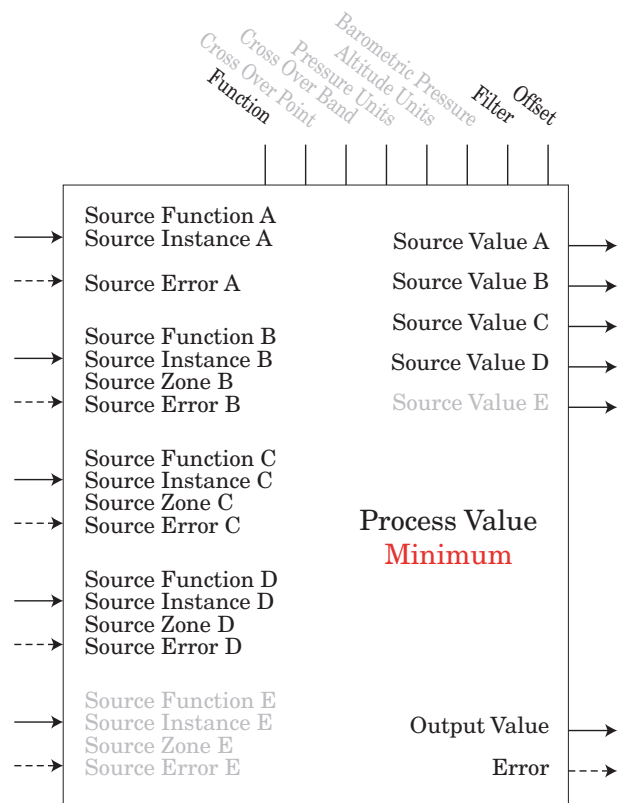 Function
Cross Over Point
Cross Over Band
Pressure Units
Altitude Units
Barometric Pressure
Filter
Offset
Source Function A
Source Instance A
Source Error A
Source Function B
Source Instance B
Source Zone B
Source Error B
Source Function C
Source Instance C
Source Zone C
Source Error C
Source Function D
Source Instance D
Source Zone D
Source Error D
Source Function E
Source Instance E
Source Zone E
Source Error E
Source Value A
Source Value B
Source Value C
Source Value D
Source Value E
Process Value
Minimum
Output Value
Error